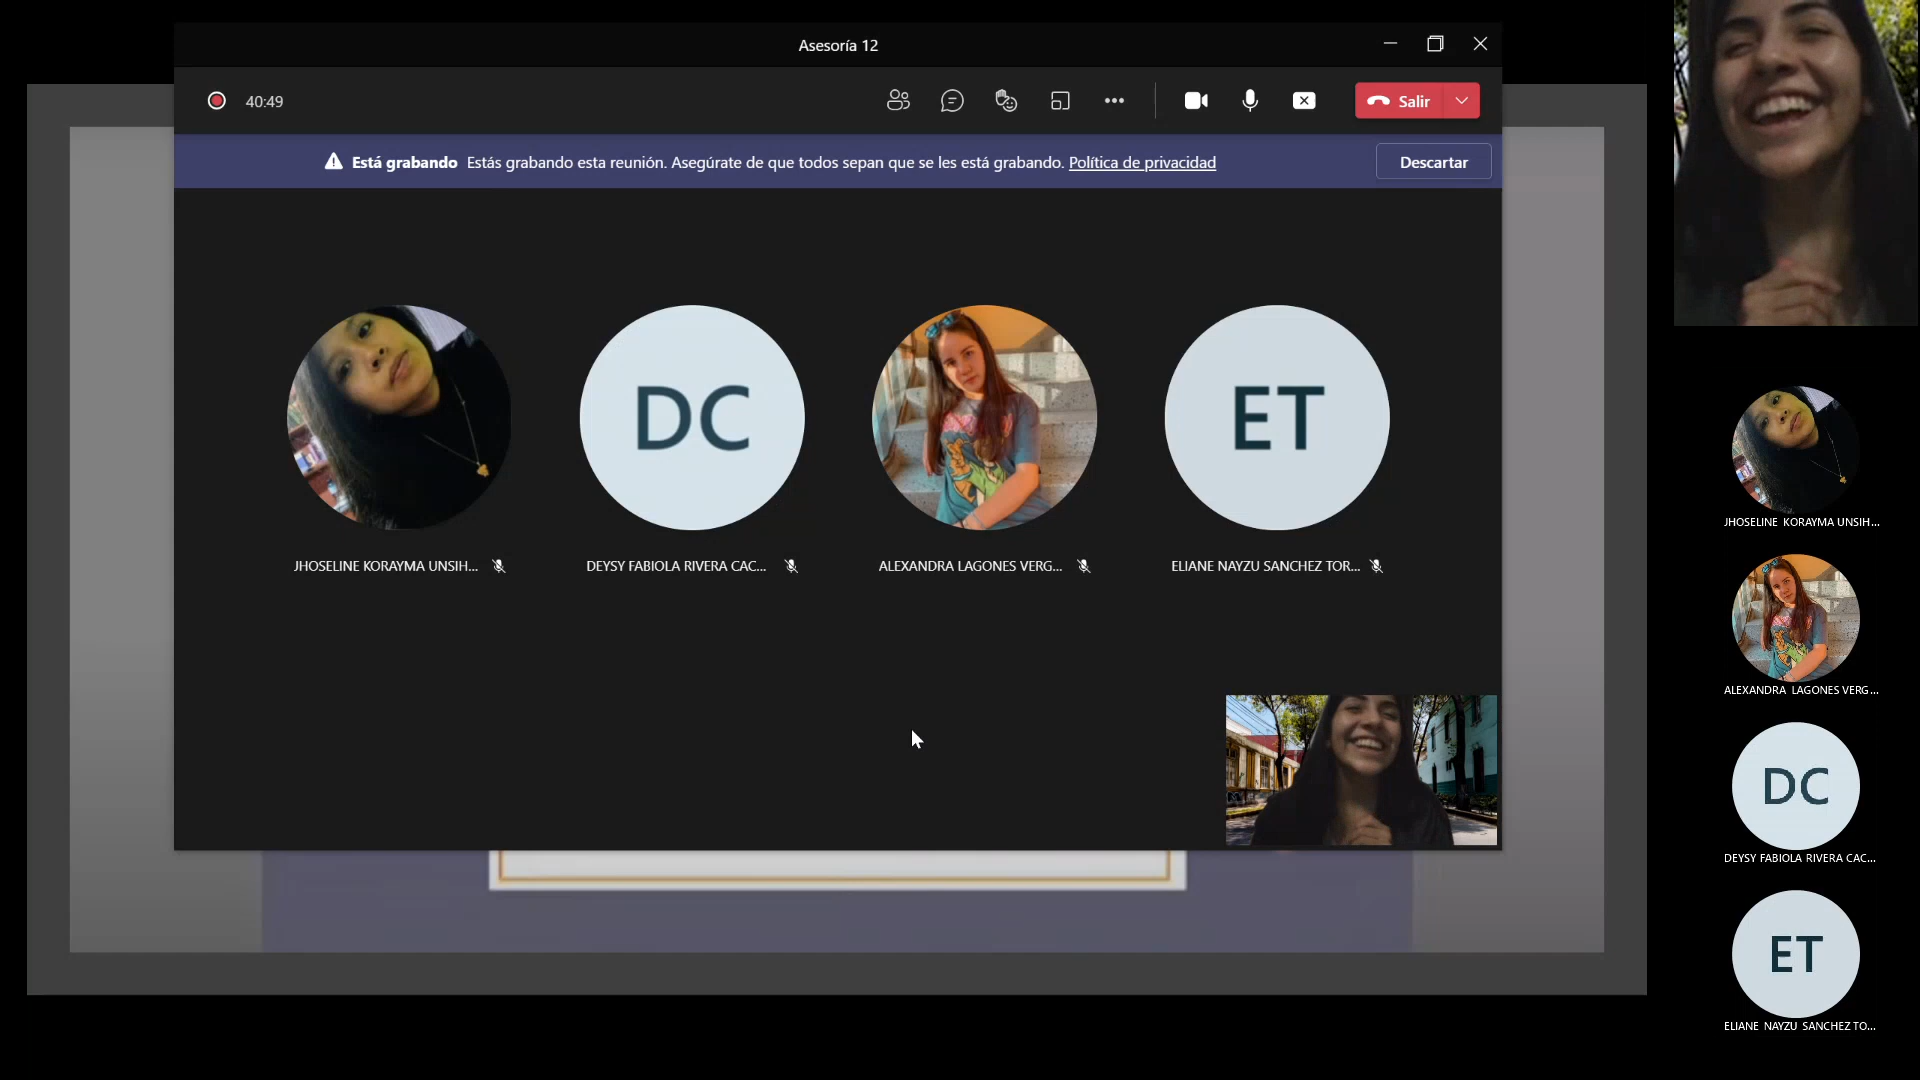 Asesoría 12
40:49
Salir
Está grabando Estás grabando esta reunión. Asegúrate de que todos sepan que se les está grabando. Política de privacidad
Descartar
DC
ET
JHOSELINE KORAYMA UNSIH...
DEYSY FABIOLA RIVERA CAC...
ALEXANDRA LAGONES VERG...
ELIANE NAYZU SANCHEZ TOR...
JHOSELINE KORAYMA UNSIH...
ALEXANDRA LAGONES VERG...
DC
DEYSY FABIOLA RIVERA CAC...
ET
ELIANE NAYZU SANCHEZ TO...